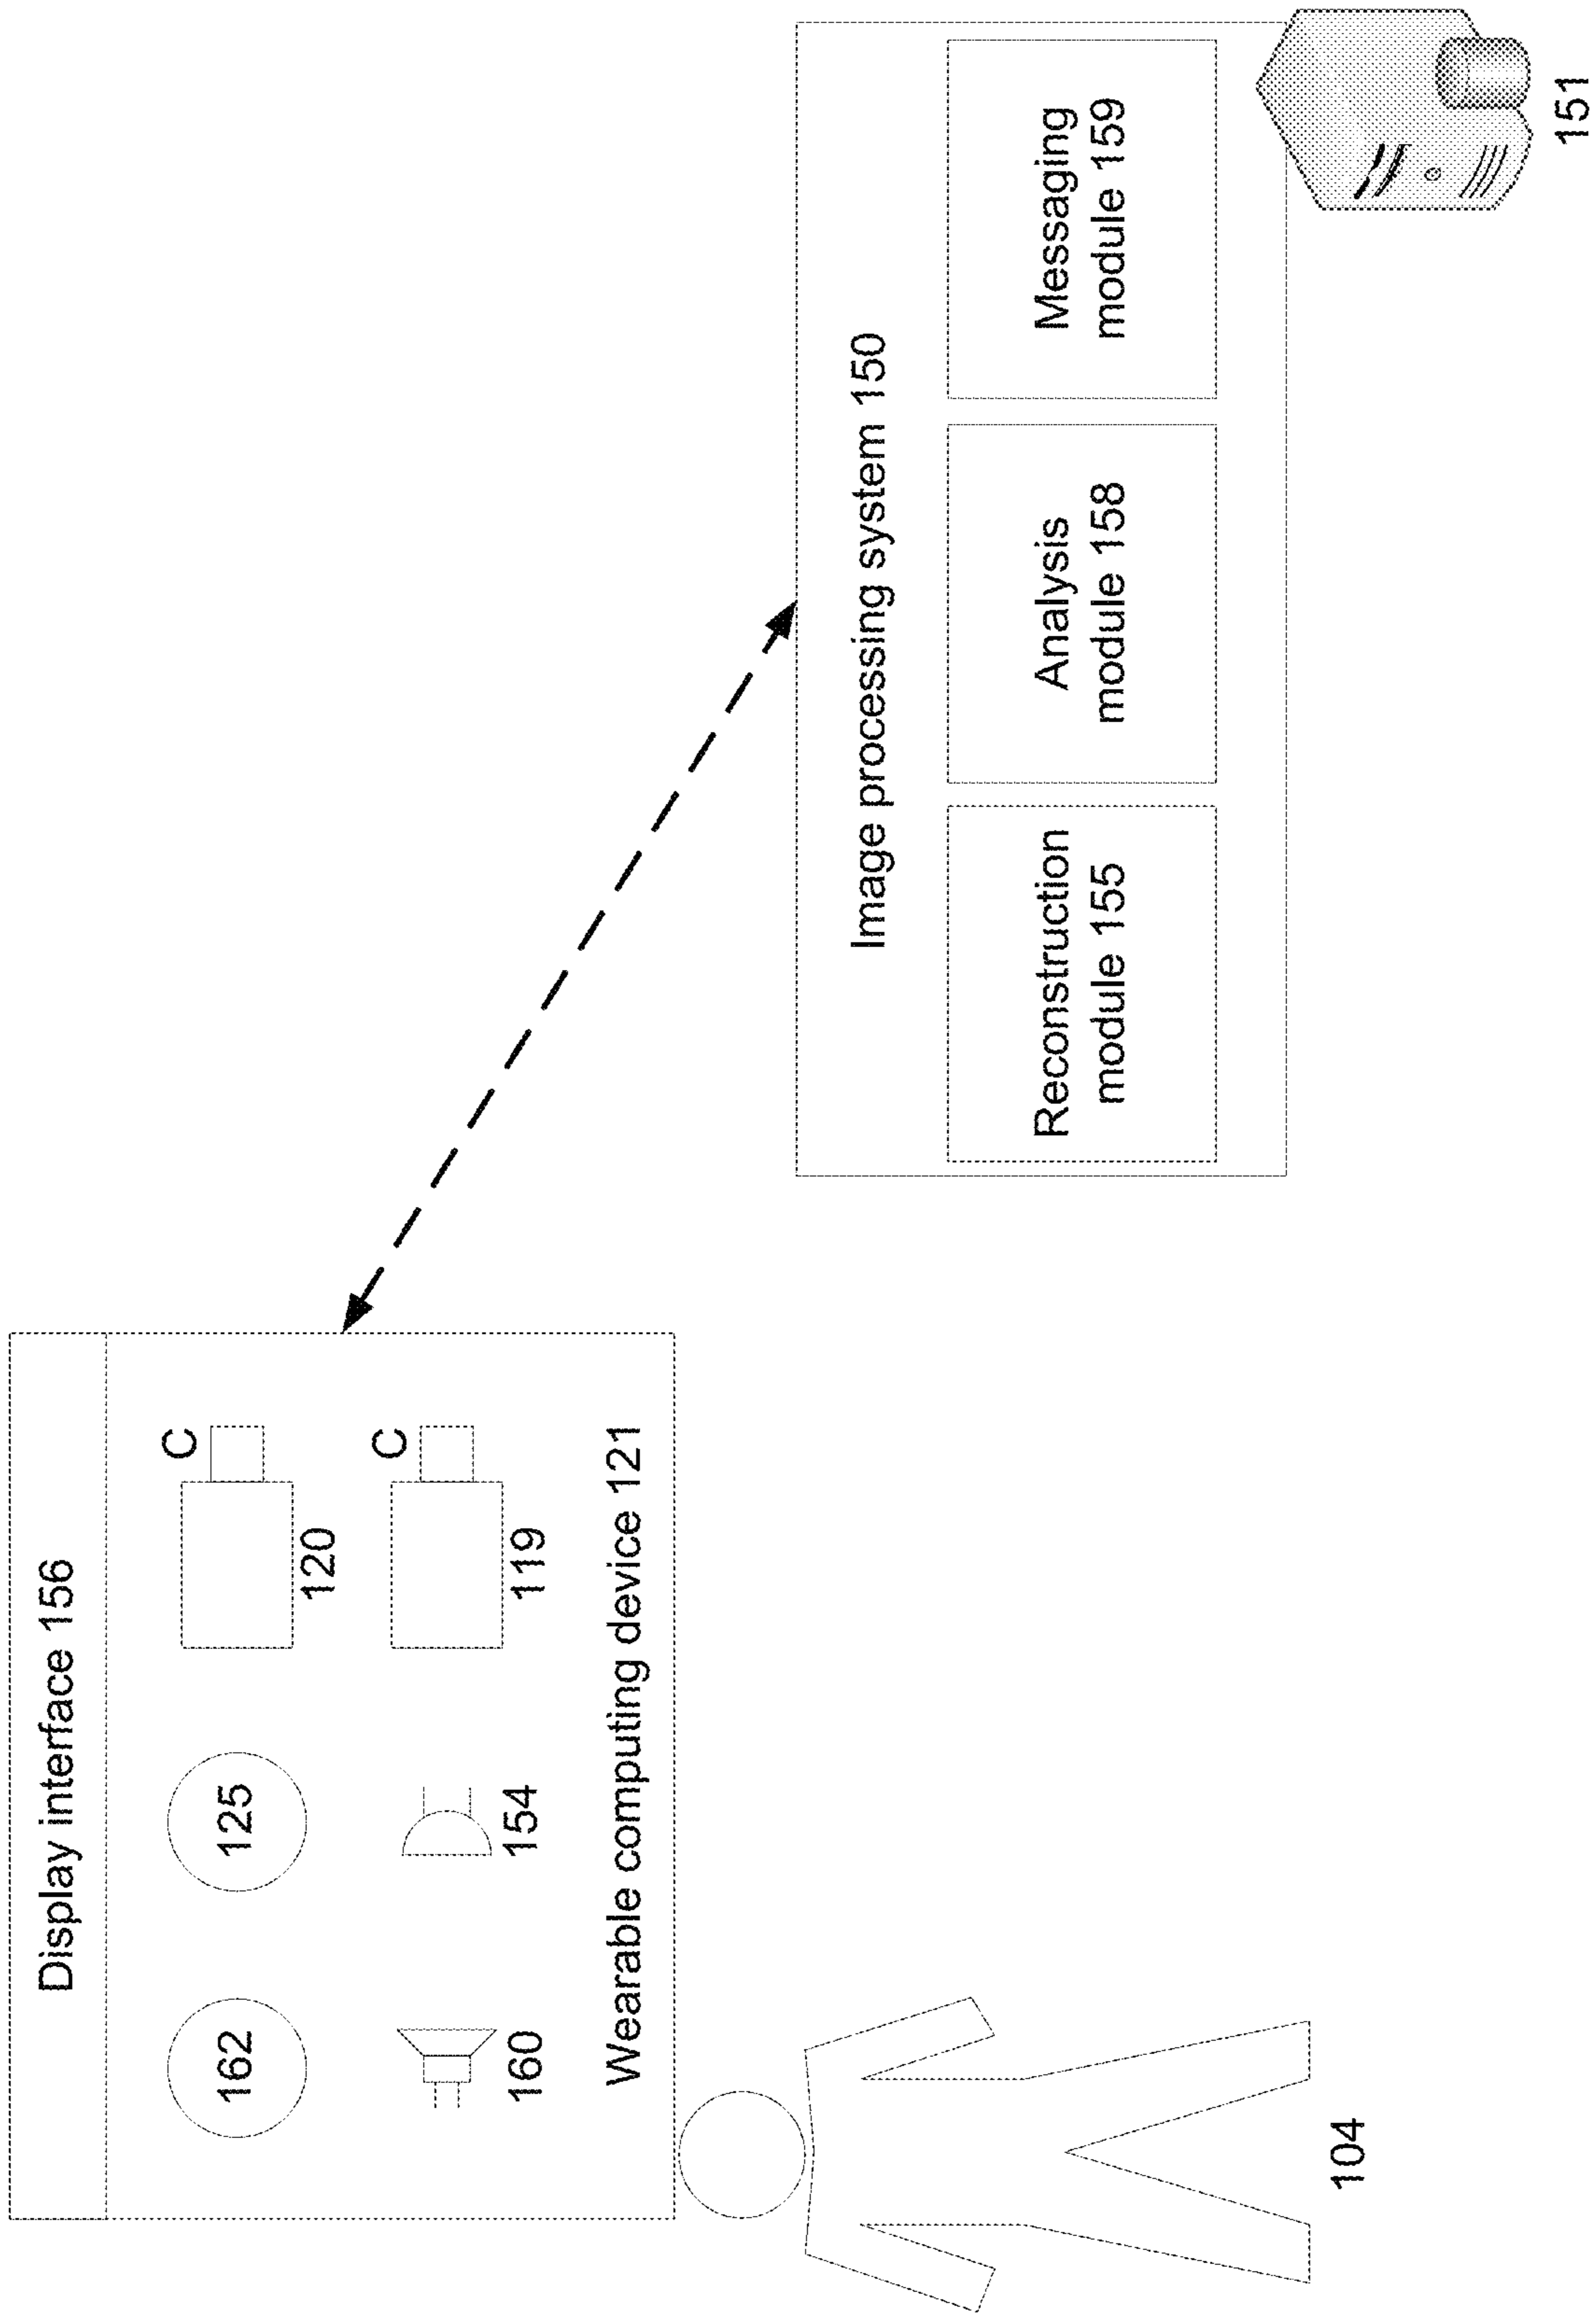 Display interface 156
162
125
C
120
160
154
C
119
Wearable computing device 121
104
Image processing system 150
Reconstruction
module 155
Analysis
module 158
Messaging
module 159
151